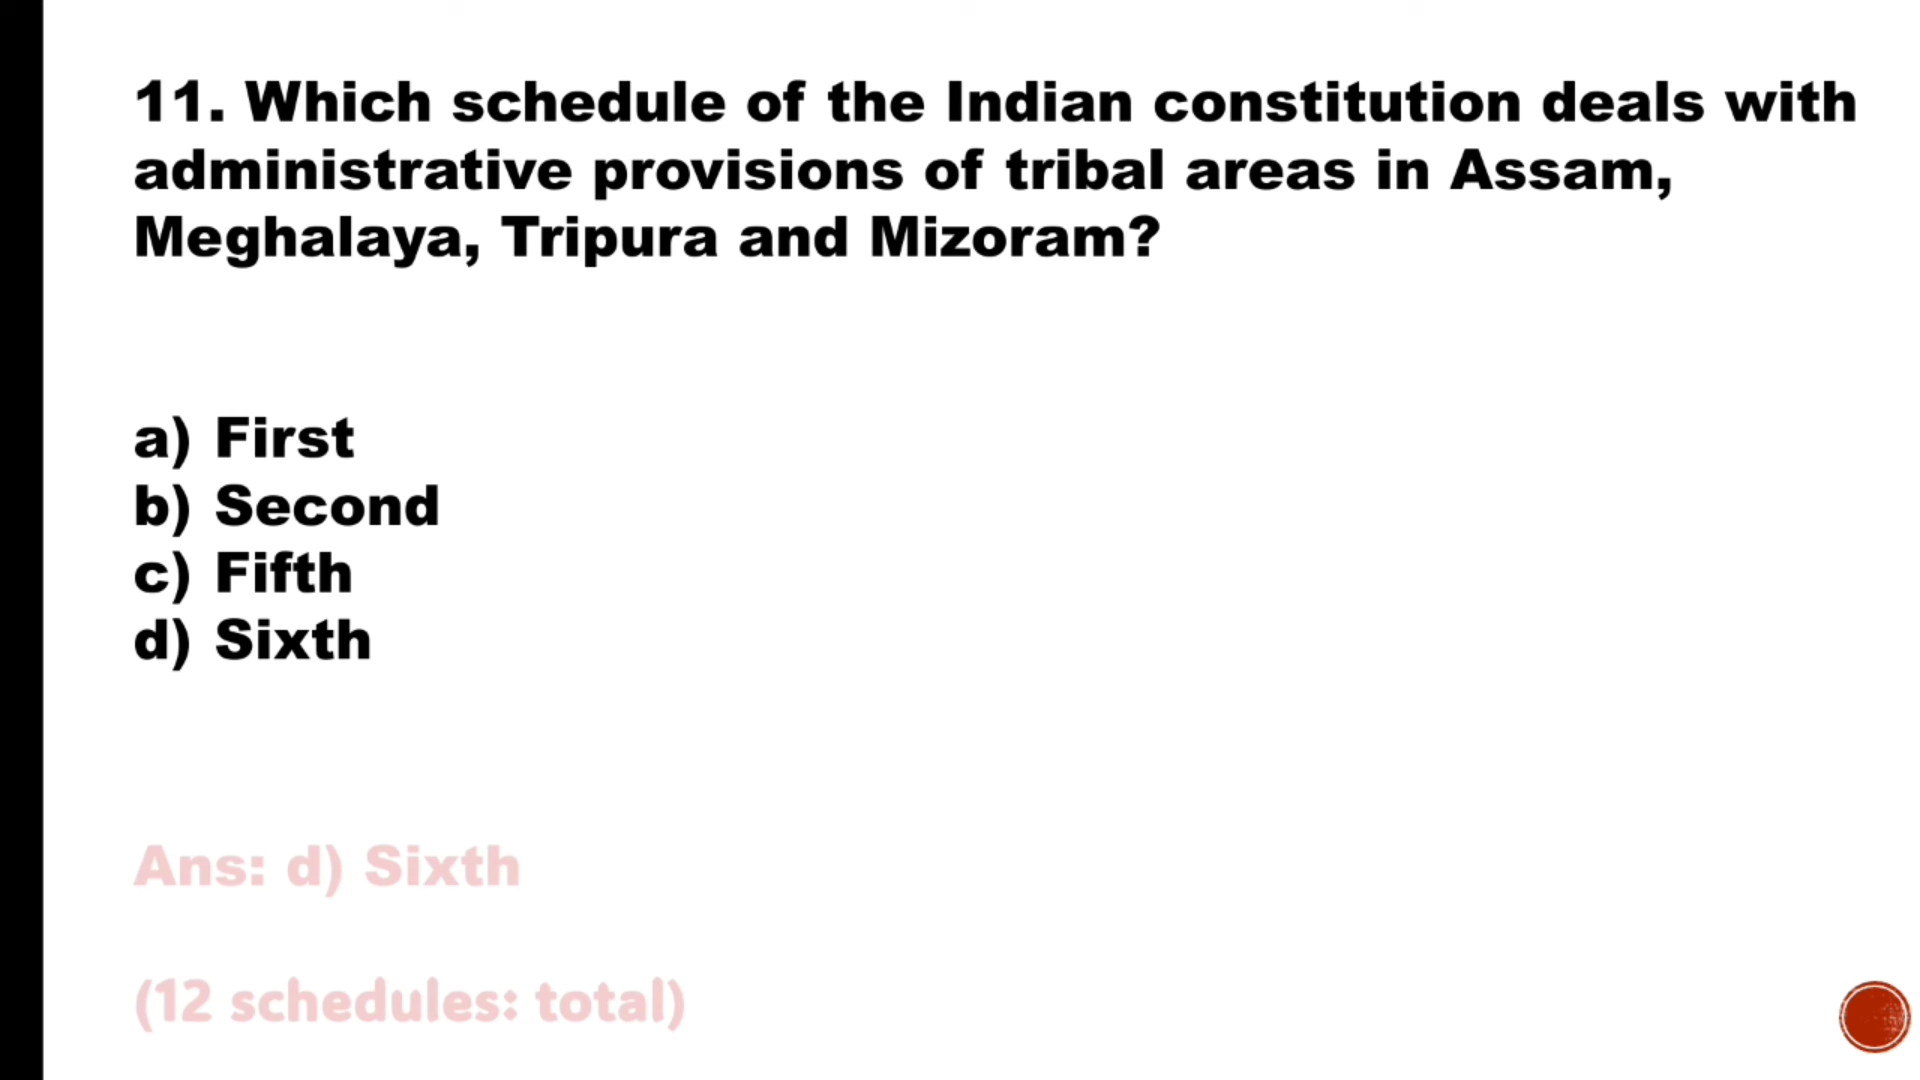 11. Which schedule of the Indian constitution deals with
administrative provisions of tribal areas in Assam,
Meghalaya, Tripura and Mizoram?
a) First
b) Second
c) Fifth
d) Sixth
Ans: d) Sixth
(12 schedules: total)